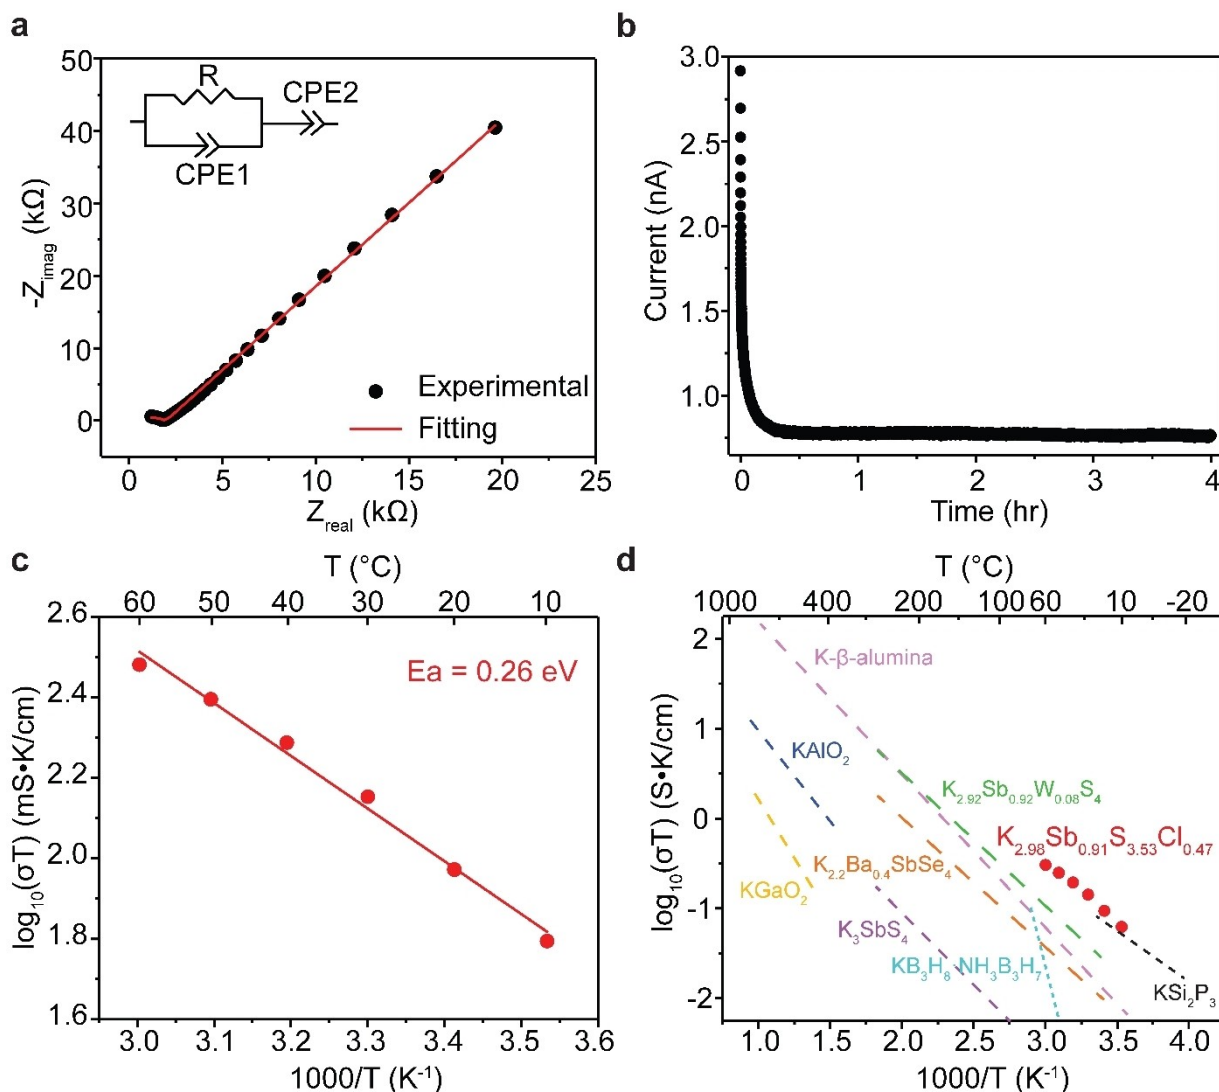 a
50
40
30
20
10
0
-Z_imag (kΩ)
R
CPE2
CPE1
Experimental
Fitting
0 5 10 15 20 25
Z_real (kΩ)
b
3.0
2.5
2.0
1.5
1.0
Current (nA)
0 1 2 3 4
Time (hr)
c
T (°C)
60 50 40 30 20 10
2.6
2.4
2.2
2.0
1.8
1.6
log₁₀(σT) (mS•K/cm)
Ea = 0.26 eV
3.0 3.1 3.2 3.3 3.4 3.5 3.6
1000/T (K⁻¹)
d
T (°C)
1000 400 200 100 60 10 -20
2
1
0
-1
-2
log₁₀(σT) (S•K/cm)
K-β-alumina
KAlO₂
K₂.₉₂Sb₀.₉₂W₀.₀₈S₄
K₂.₉₈Sb₀.₉₁S₃.₅₃Cl₀.₄₇
K₂.₂Ba₀.₄SbSe₄
KGaO₂
K₃SbS₄
KB₃H₈ NH₃B₃H₇
KSi₂P₃
1.0 1.5 2.0 2.5 3.0 3.5 4.0
1000/T (K⁻¹)